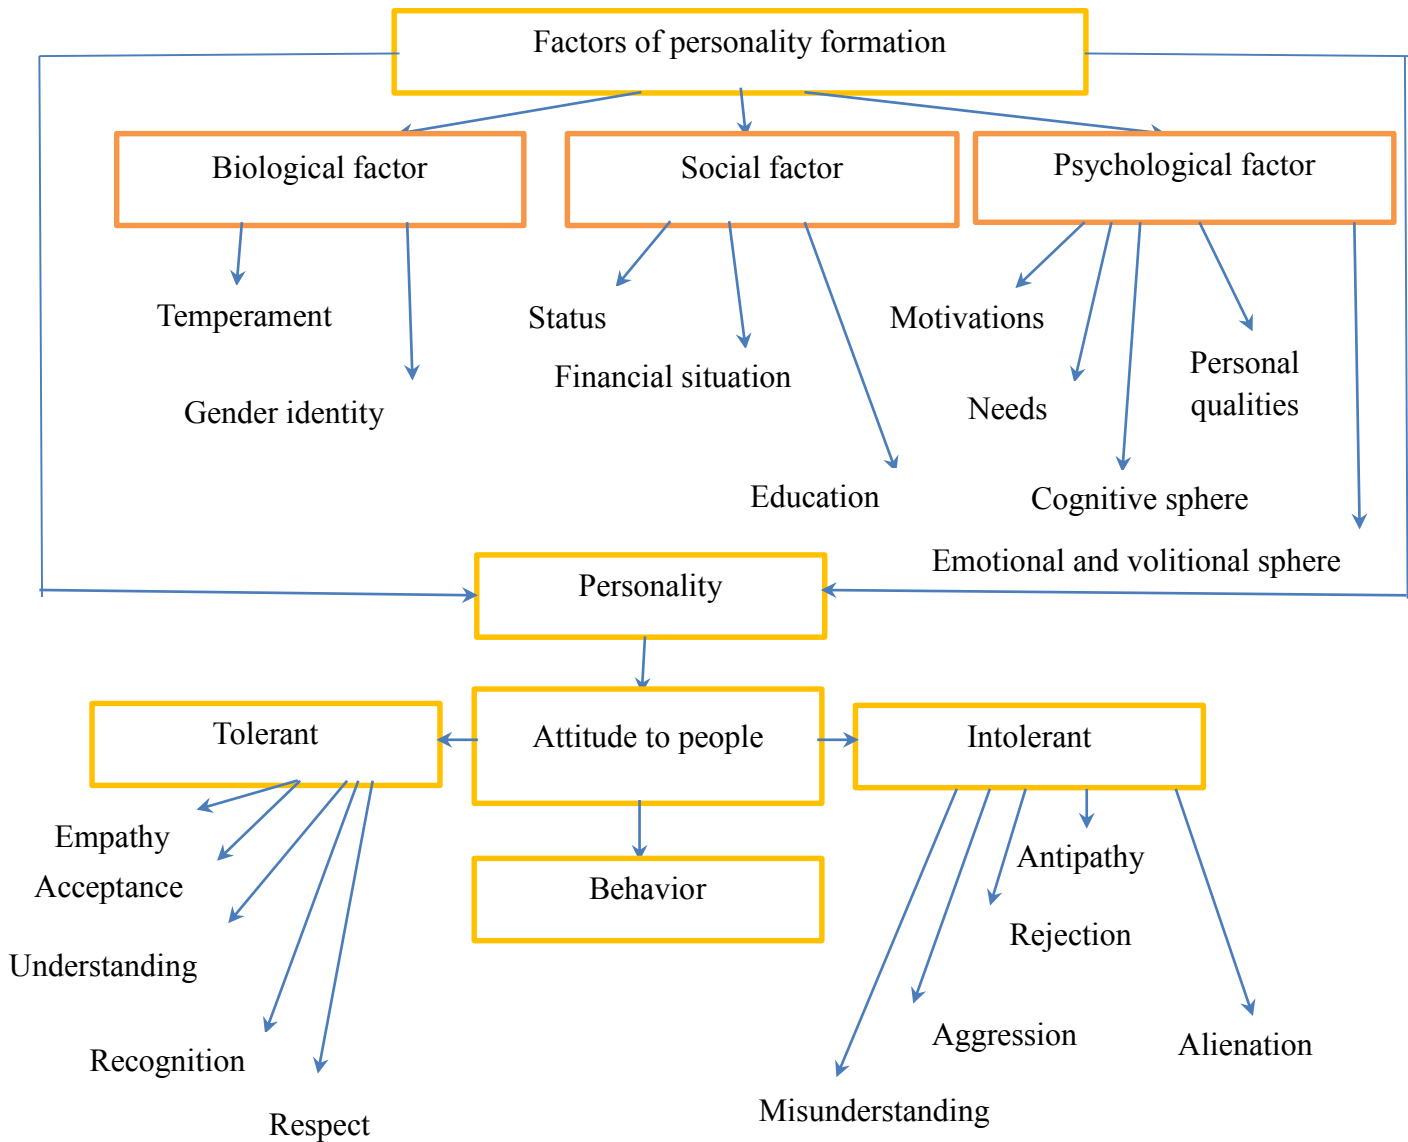 Factors of personality formation
Biological factor
Social factor
Psychological factor
Temperament
Status
Motivations
Gender identity
Financial situation
Needs
Personal
qualities
Education
Cognitive sphere
Emotional and volitional sphere
Personality
Tolerant
Attitude to people
Intolerant
Empathy
Acceptance
Understanding
Recognition
Respect
Behavior
Antipathy
Rejection
Aggression
Alienation
Misunderstanding